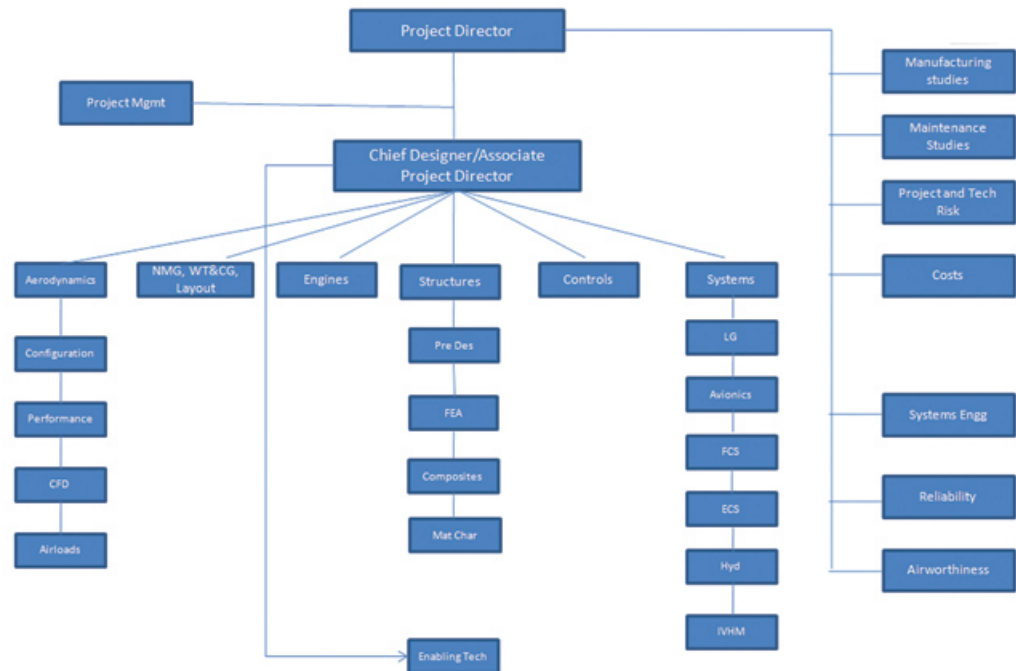 Project Director
Manufacturing
studies
Project Mgmt
Maintenance
Studies
Chief Designer/Associate
Project Director
Project and Tech
Risk
Aerodynamics
NMG, WT&CG,
Layout
Engines
Structures
Controls
Systems
Costs
Configuration
Pre Des
LG
Performance
FEA
Avionics
Systems Engg
CFD
Composites
FCS
Reliability
Airloads
Mat Char
ECS
Hyd
Airworthiness
Enabling Tech
IVHM